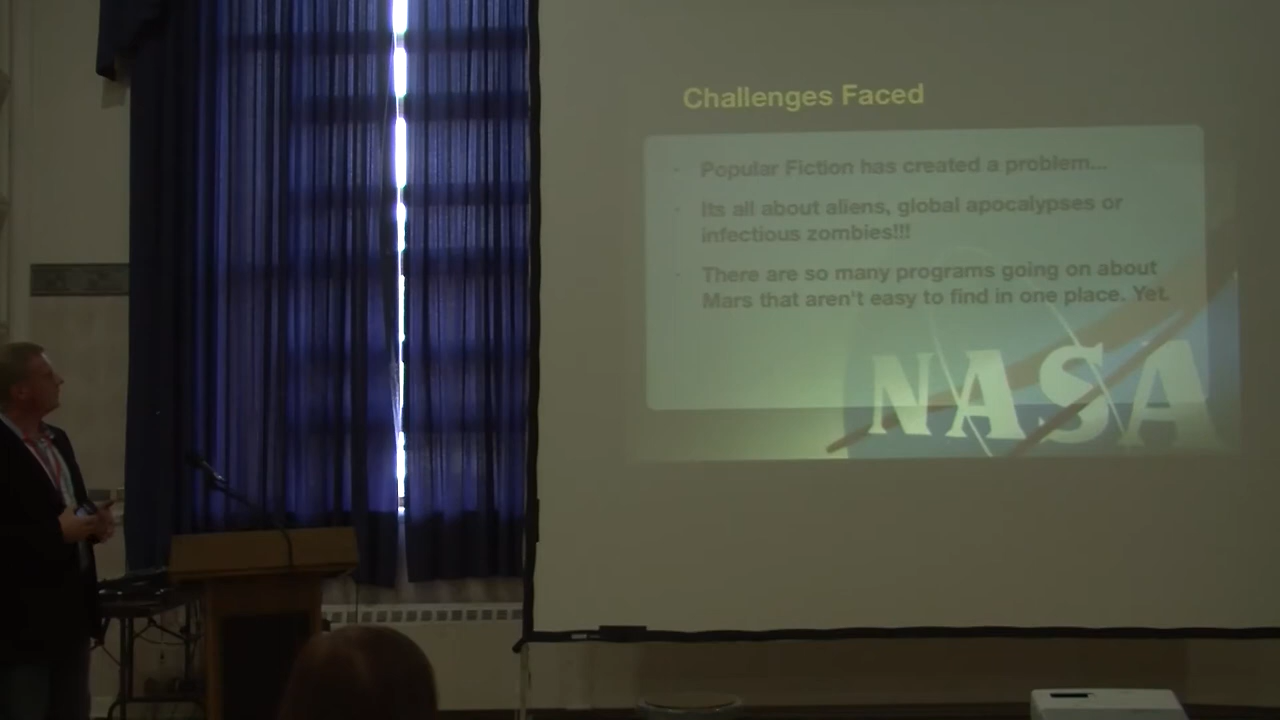 Challenges Faced
Popular Fiction has created a problem...
Its all about aliens, global apocalypses or
infectious zombies!!!
There are so many programs going on about
Mars that aren't easy to find in one place. Yet.
NASA